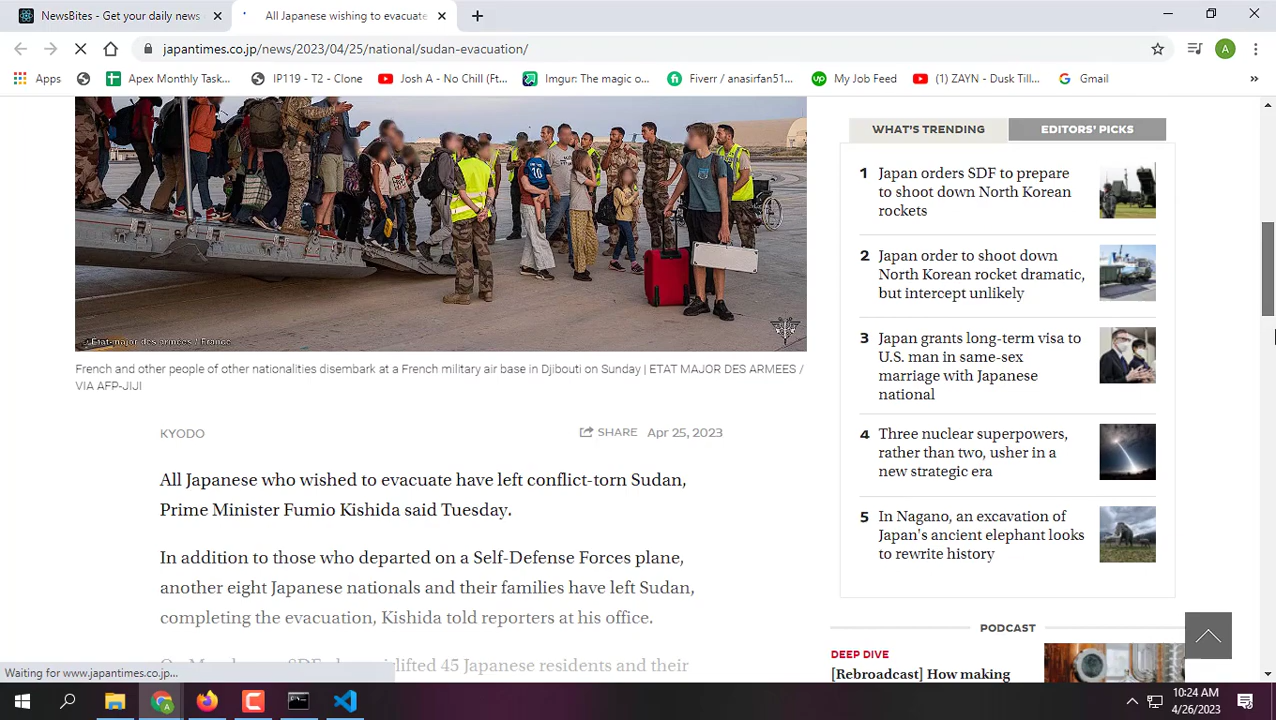 NewsBites - Get your daily news
All Japanese wishing to evacuate
japantimes.co.jp/news/2023/04/25/national/sudan-evacuation/
A
Apps
Apex Monthly Task...
IP119 - T2 - Clone
Josh A - No Chill (Ft...
Imgur: The magic o...
Fiverr / anasirfan51...
My Job Feed
(1) ZAYN - Dusk Till...
Gmail
Etat-major des armées / France
French and other people of other nationalities disembark at a French military air base in Djibouti on Sunday | ETAT MAJOR DES ARMEES /
VIA AFP-JIJI
KYODO
SHARE
Apr 25, 2023
All Japanese who wished to evacuate have left conflict-torn Sudan,
Prime Minister Fumio Kishida said Tuesday.
In addition to those who departed on a Self-Defense Forces plane,
another eight Japanese nationals and their families have left Sudan,
completing the evacuation, Kishida told reporters at his office.
45 Japanese residents and their
WHAT'S TRENDING
EDITORS' PICKS
1 Japan orders SDF to prepare
to shoot down North Korean
rockets
2 Japan order to shoot down
North Korean rocket dramatic,
but intercept unlikely
3 Japan grants long-term visa to
U.S. man in same-sex
marriage with Japanese
national
4 Three nuclear superpowers,
rather than two, usher in a
new strategic era
5 In Nagano, an excavation of
Japan's ancient elephant looks
to rewrite history
PODCAST
DEEP DIVE
[Rebroadcast] How making
Waiting for www.japantimes.co.jp...
10:24 AM
4/26/2023